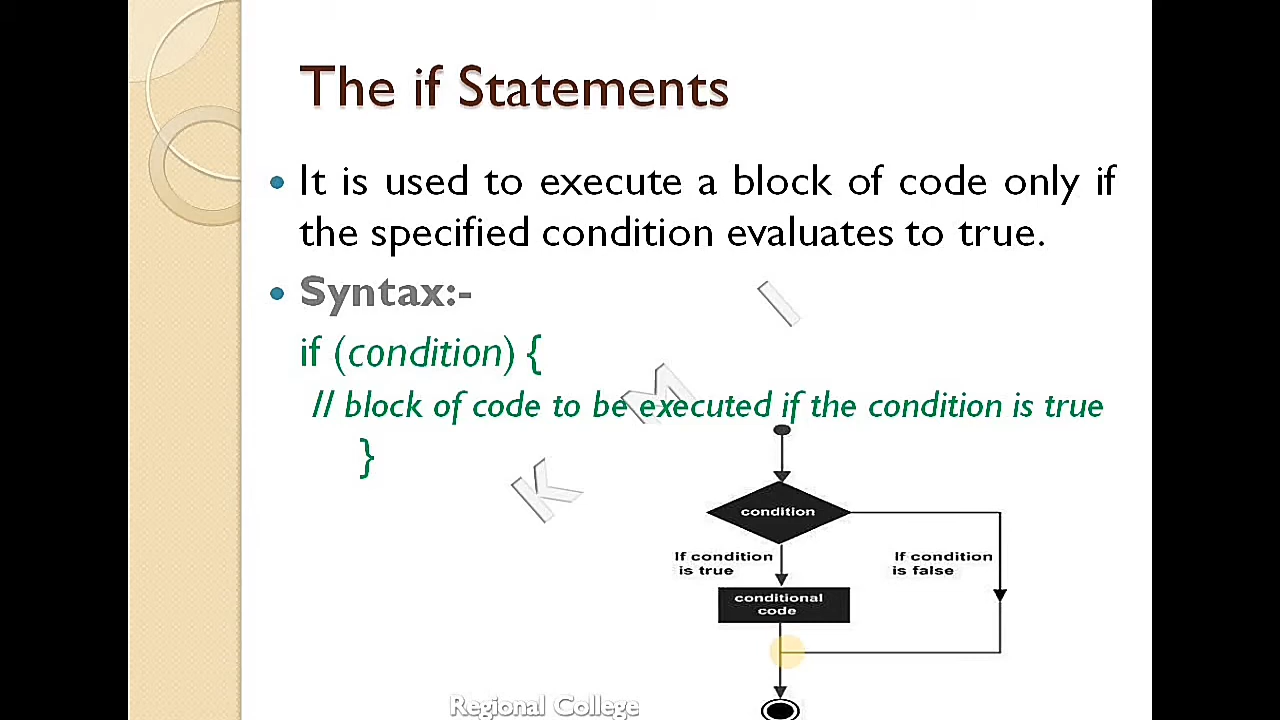 The if Statements
• It is used to execute a block of code only if
the specified condition evaluates to true.
• Syntax:-
if (condition) {
// block of code to be executed if the condition is true
}
K M I
condition
If condition
is true
If condition
is false
conditional
code
Regional College